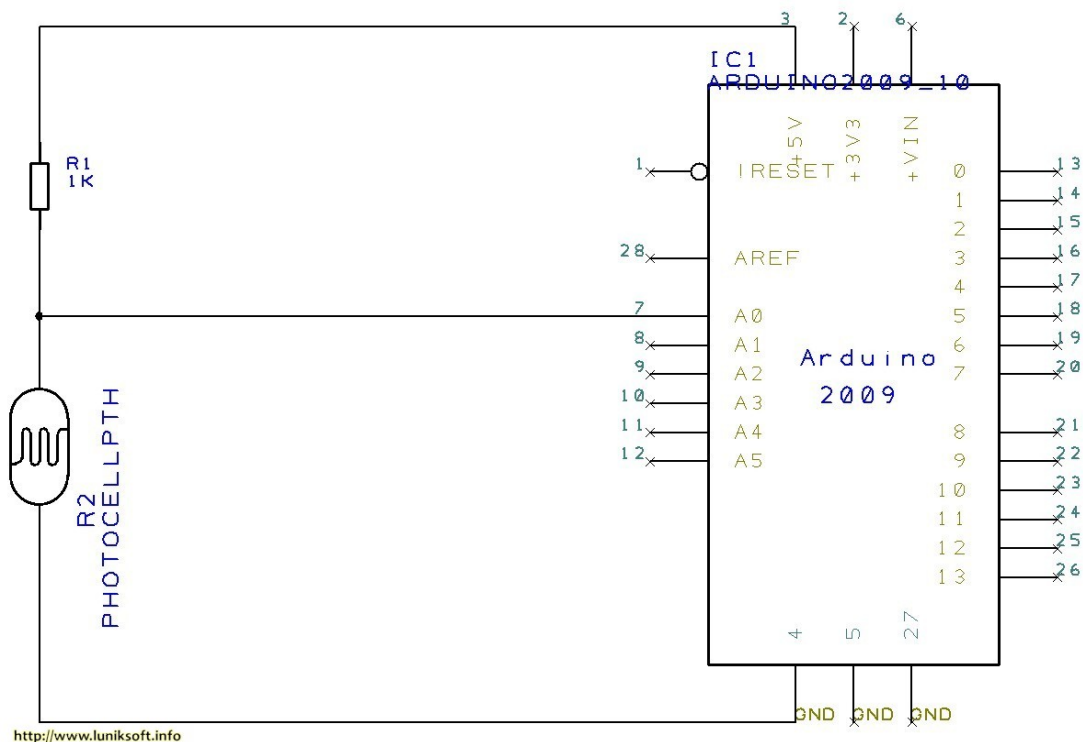 3 2 6
IC1
ARDUINO2009_10
+5V
+3V3
+VIN
R1
1K
1 IRESET
28 AREF
7 A0
8 A1
9 A2
10 A3
11 A4
12 A5
Arduino
2009
0 13
1 14
2 15
3 16
4 17
5 18
6 19
7 20
8 21
9 22
10 23
11 24
12 25
13 26
R2
PHOTOCELLPTH
4 5 27
GND GND GND
http://www.luniksoft.info